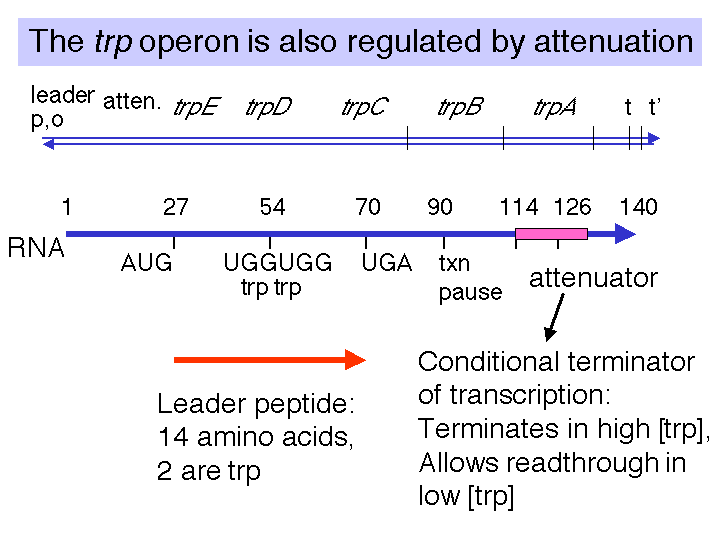 The trp operon is also regulated by attenuation
leader atten. trpE trpD trpC trpB trpA t t’
p,o
1 27 54 70 90 114 126 140
RNA
AUG UGGUGG UGA txn attenuator
trp trp pause
Conditional terminator
of transcription:
Terminates in high [trp],
Allows readthrough in
low [trp]
Leader peptide:
14 amino acids,
2 are trp